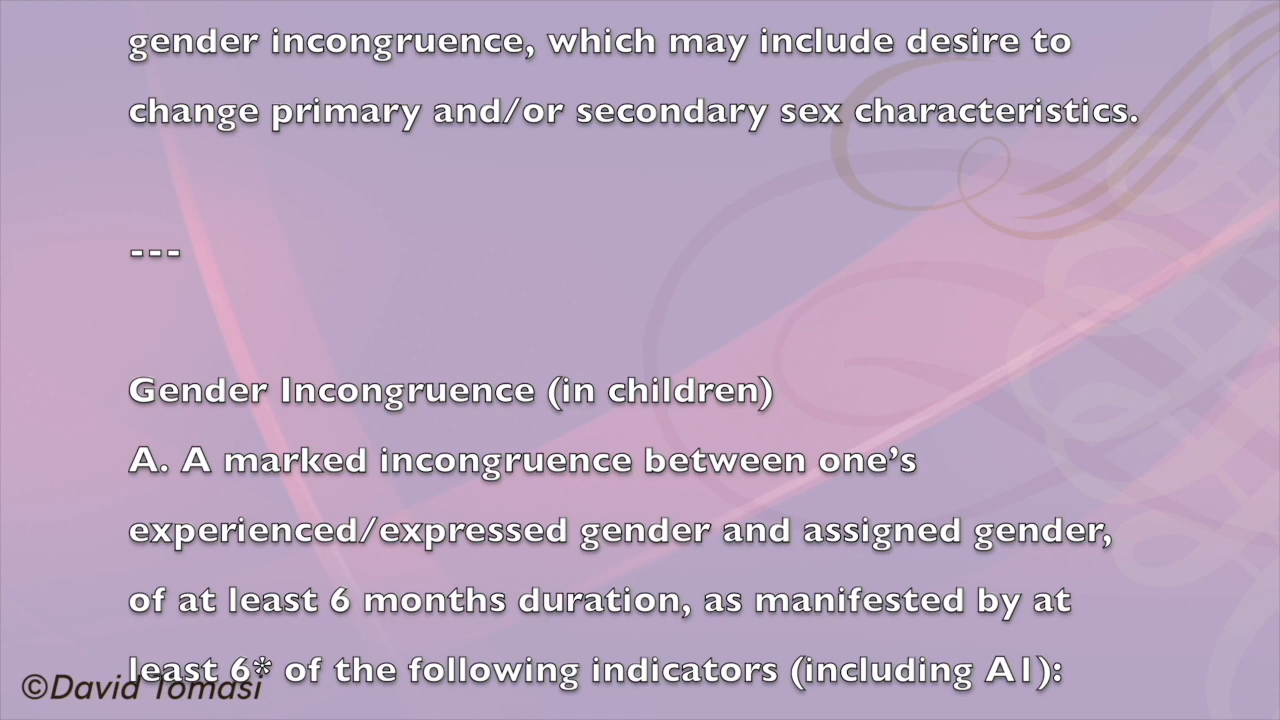 gender incongruence, which may include desire to
change primary and/or secondary sex characteristics.
---
Gender Incongruence (in children)
A. A marked incongruence between one’s
experienced/expressed gender and assigned gender,
of at least 6 months duration, as manifested by at
least 6* of the following indicators (including A1):
©David Tomasi